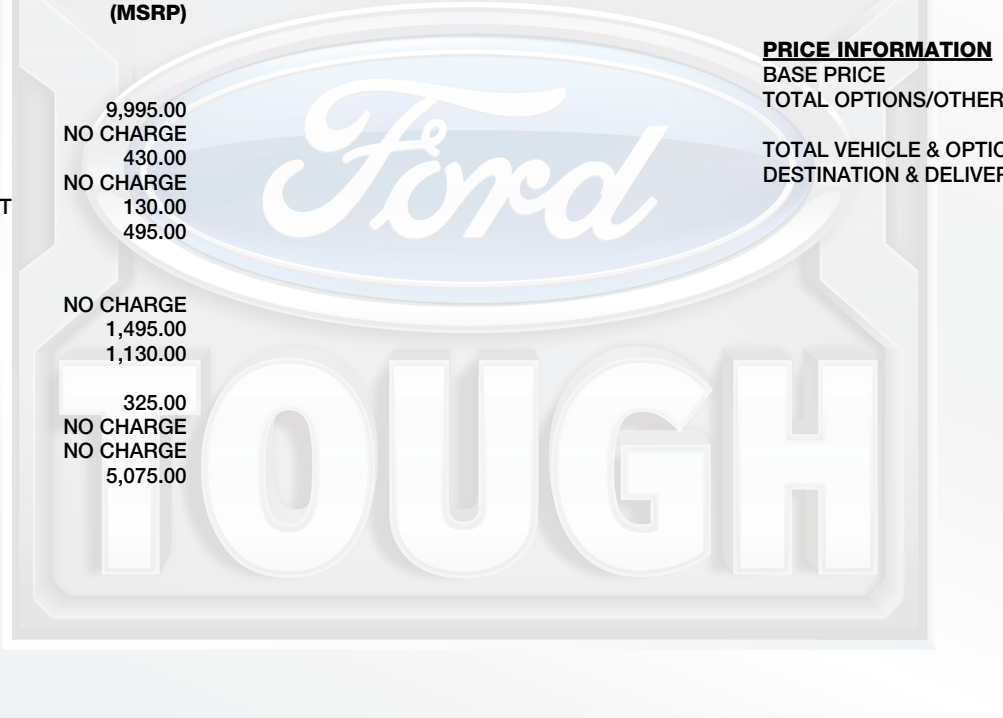 (MSRP)
9,995.00
NO CHARGE
430.00
NO CHARGE
T 130.00
495.00
NO CHARGE
1,495.00
1,130.00
325.00
NO CHARGE
NO CHARGE
5,075.00
PRICE INFORMATION
BASE PRICE
TOTAL OPTIONS/OTHER
TOTAL VEHICLE & OPTIO
DESTINATION & DELIVER
Ford
TOUGH